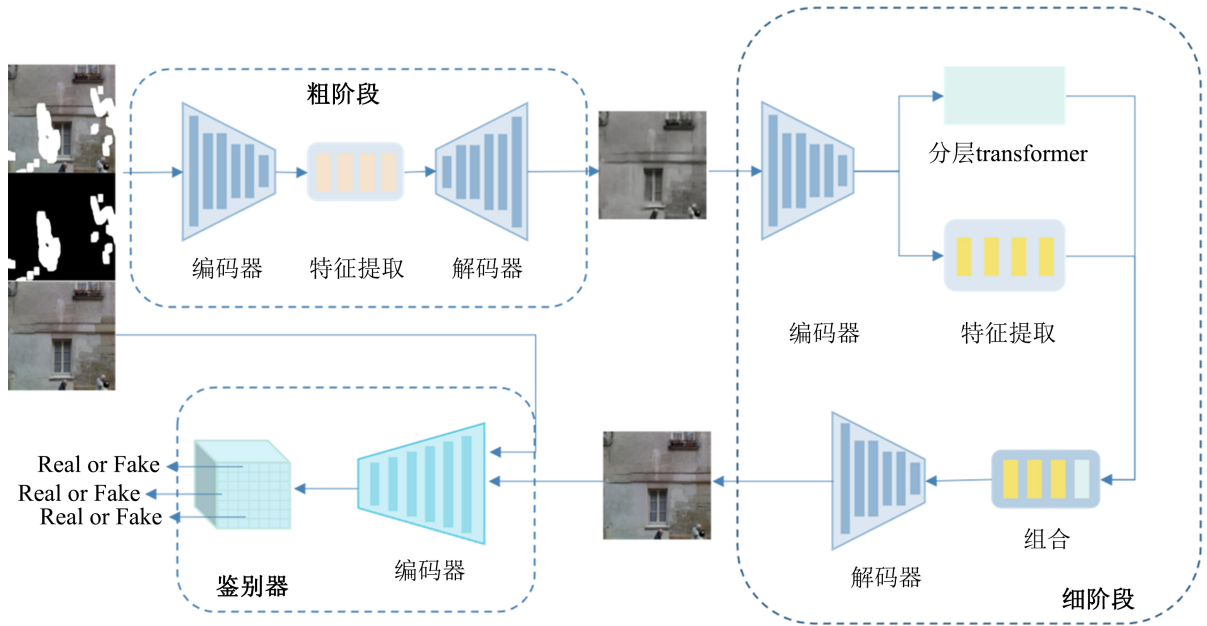 粗阶段
编码器
特征提取
解码器
分层transformer
编码器
特征提取
组合
解码器
细阶段
Real or Fake
Real or Fake
Real or Fake
编码器
鉴别器